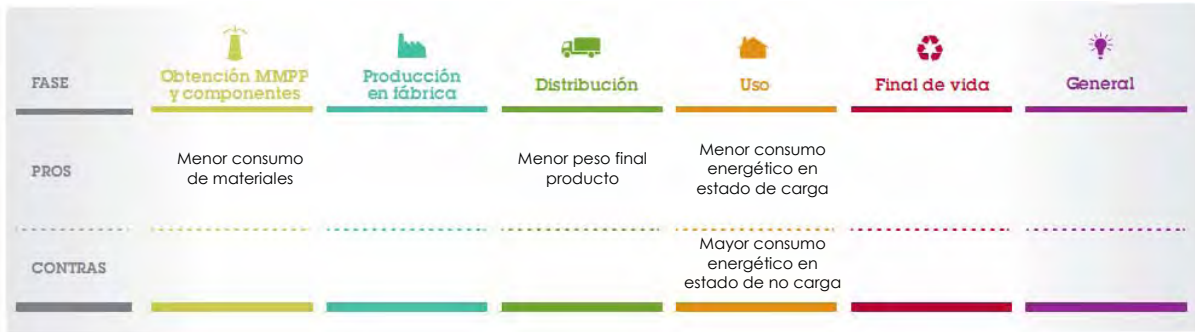 FASE
Obtención MMPP
y componentes
Producción
en fábrica
Distribución
Uso
Final de vida
General
PROS
Menor consumo
de materiales
Menor peso final
producto
Menor consumo
energético en
estado de carga
CONTRAS
Mayor consumo
energético en
estado de no carga